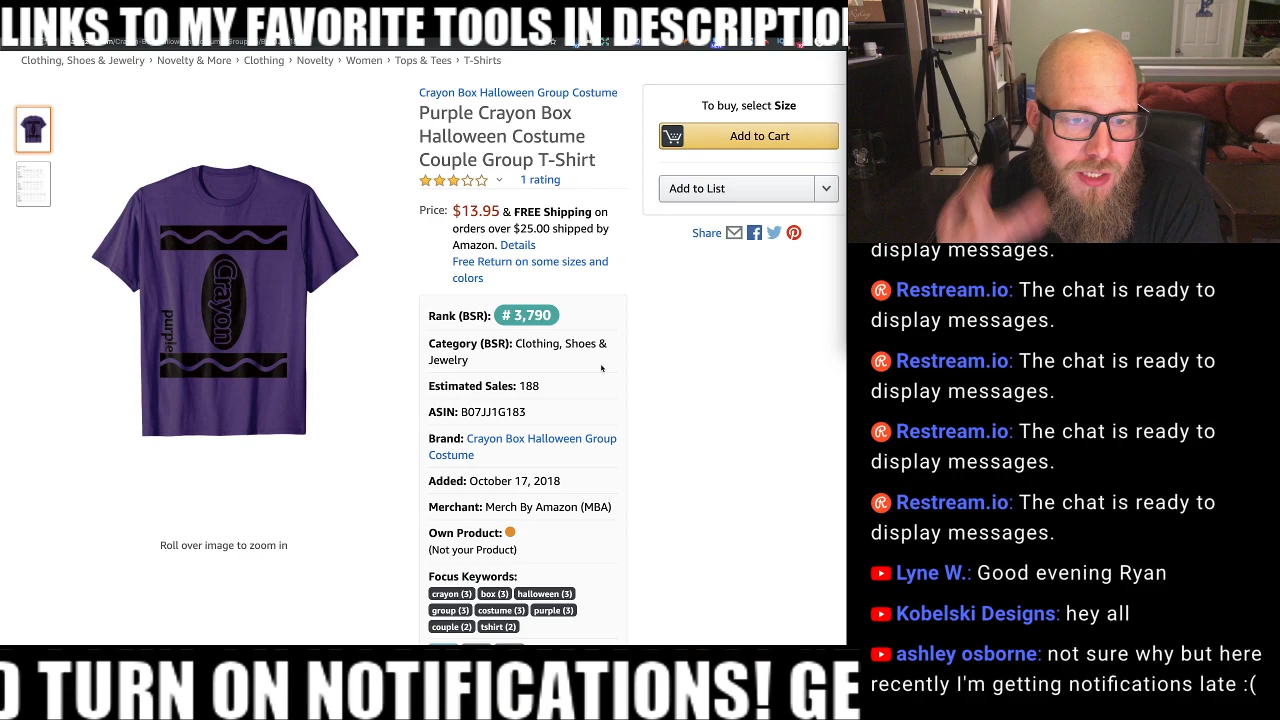 LINKS TO MY FAVORITE TOOLS IN DESCRIPTIO
Clothing, Shoes & Jewelry › Novelty & More › Clothing › Novelty › Women › Tops & Tees › T-Shirts
Crayon Box Halloween Group Costume
Purple Crayon Box
Halloween Costume
Couple Group T-Shirt
1 rating
Price: $13.95 & FREE Shipping on
orders over $25.00 shipped by
Amazon. Details
Free Return on some sizes and
colors
Rank (BSR): # 3,790
Category (BSR): Clothing, Shoes &
Jewelry
Estimated Sales: 188
ASIN: B07JJ1G183
Brand: Crayon Box Halloween Group
Costume
Added: October 17, 2018
Merchant: Merch By Amazon (MBA)
Own Product:
(Not your Product)
Focus Keywords:
crayon (3) box (3) halloween (3)
group (3) costume (3) purple (3)
couple (2) tshirt (2)
Crayon
purple
Roll over image to zoom in
To buy, select Size
Add to Cart
Add to List
Share
display messages.
Restream.io: The chat is ready to
display messages.
Restream.io: The chat is ready to
display messages.
Restream.io: The chat is ready to
display messages.
Restream.io: The chat is ready to
display messages.
Lyne W.: Good evening Ryan
Kobelski Designs: hey all
ashley osborne: not sure why but here
recently I'm getting notifications late :(
D TURN ON NOTIFICATIONS! GE